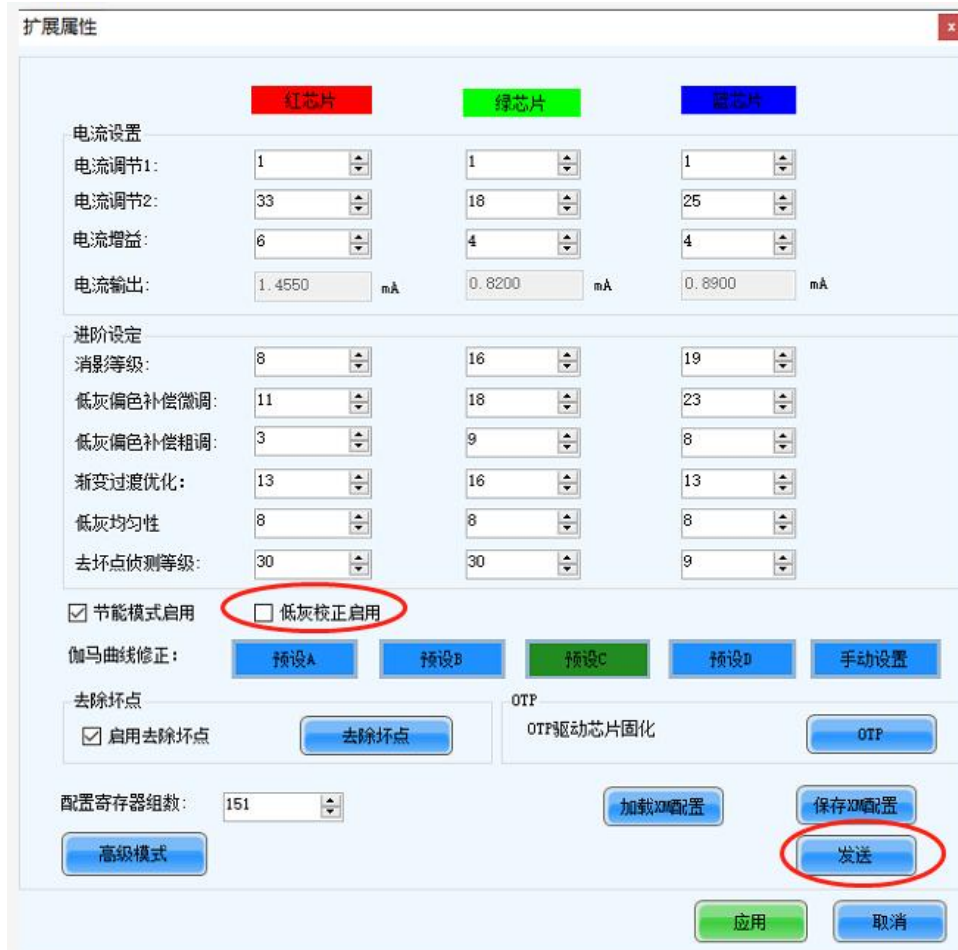 扩展属性
x
红芯片 绿芯片 蓝芯片
电流设置
电流调节1: 1 1 1
电流调节2: 33 18 25
电流增益: 6 4 4
电流输出: 1.4550 mA 0.8200 mA 0.8900 mA
进阶设定
消影等级: 8 16 19
低灰偏色补偿微调: 11 18 23
低灰偏色补偿粗调: 3 9 8
渐变过渡优化: 13 16 13
低灰均匀性 8 8 8
去坏点侦测等级: 30 30 9
节能模式启用 低灰校正启用
伽马曲线修正: 预设A 预设B 预设C 预设D 手动设置
去除坏点 OTP
启用去除坏点 去除坏点 OTP驱动芯片固化 OTP
配置寄存器组数: 151 加载XM配置 保存XM配置
高级模式 发送
应用 取消